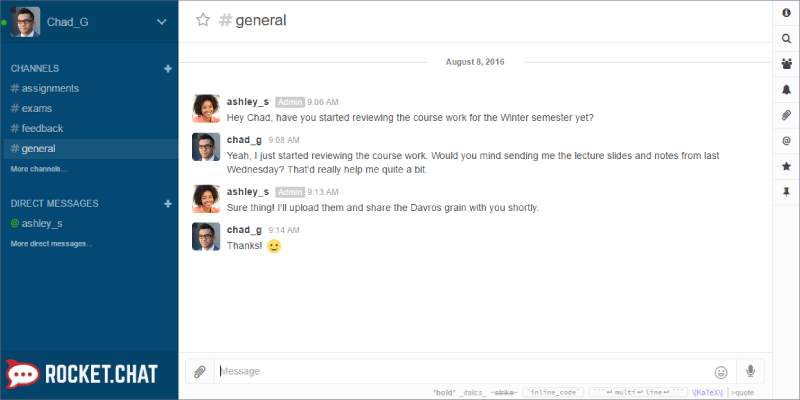 Chad_G
CHANNELS +
# assignments
# exams
# feedback
# general
More channels...
DIRECT MESSAGES +
@ ashley_s
More direct messages...
ROCKET.CHAT
#general
August 8, 2016
ashley_s Admin 9:06 AM
Hey Chad, have you started reviewing the course work for the Winter semester yet?
chad_g 9:08 AM
Yeah, I just started reviewing the course work. Would you mind sending me the lecture slides and notes from last
Wednesday? That'd really help me quite a bit.
ashley_s Admin 9:13 AM
Sure thing! I'll upload them and share the Davros grain with you shortly.
chad_g 9:14 AM
Thanks! 🙂
Message
*bold* _italics_ ~strike~ `inline_code` ```↵multi↵line↵``` \[KaTeX\] >quote